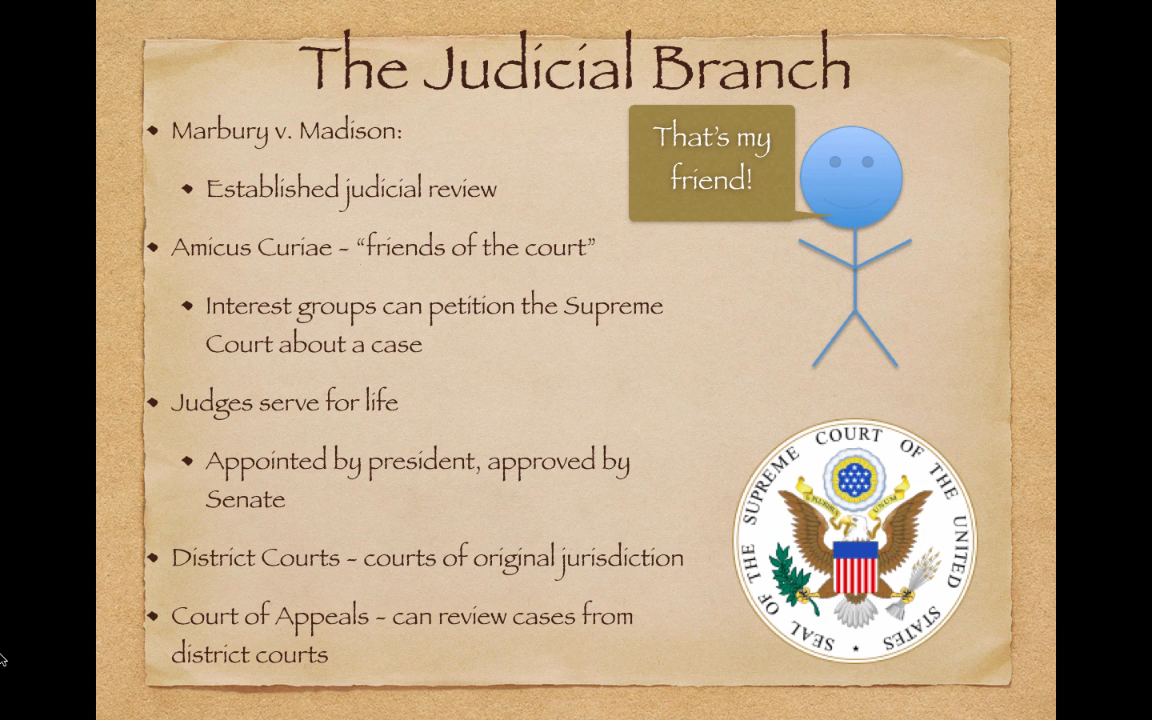 The Judicial Branch
• Marbury v. Madison:
• Established judicial review
• Amicus Curiae - “friends of the court”
• Interest groups can petition the Supreme
Court about a case
• Judges serve for life
• Appointed by president, approved by
Senate
• District Courts - courts of original jurisdiction
• Court of Appeals - can review cases from
district courts
That’s my
friend!
SEAL OF THE SUPREME COURT OF THE UNITED STATES
E PLURIBUS UNUM